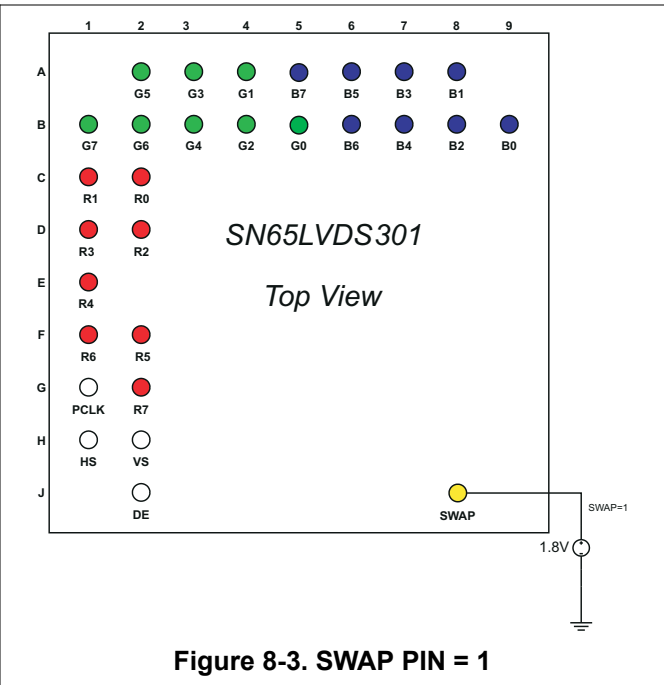 1 2 3 4 5 6 7 8 9
A
G5 G3 G1 B7 B5 B3 B1
B
G7 G6 G4 G2 G0 B6 B4 B2 B0
C
R1 R0
D
R3 R2
SN65LVDS301
E
R4
Top View
F
R6 R5
G
PCLK R7
H
HS VS
J
DE SWAP
SWAP=1
1.8V
+
-
Figure 8-3. SWAP PIN = 1